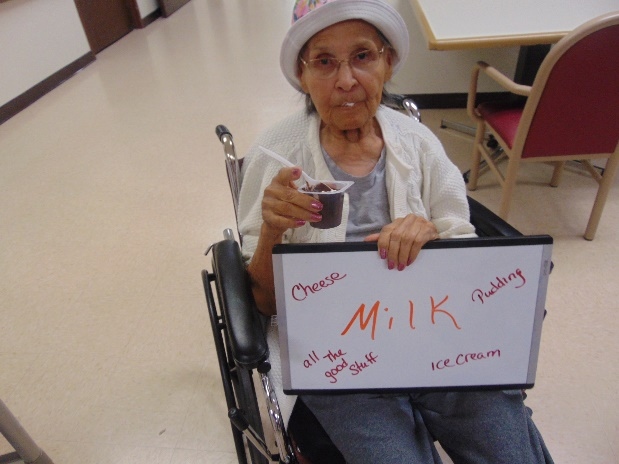 Cheese
Pudding
Milk
all The
good Stuff
Ice Cream